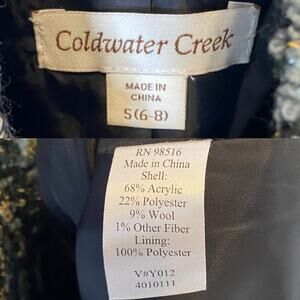 Coldwater Creek
MADE IN
CHINA
S(6-8)
RN 98516
Made in China
Shell:
68% Acrylic
22% Polyester
9% Wool
1% Other Fiber
Lining:
100% Polyester
V#Y012
4010111